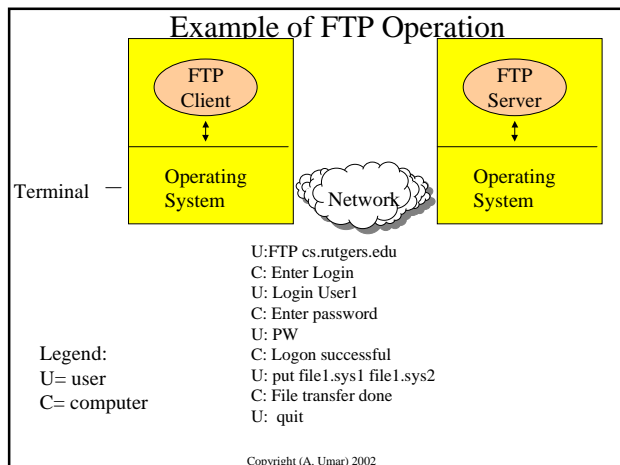 Example of FTP Operation
FTP
Client
FTP
Server
Terminal
Operating
System
Network
Operating
System
U:FTP cs.rutgers.edu
C: Enter Login
U: Login User1
C: Enter password
U: PW
C: Logon successful
U: put file1.sys1 file1.sys2
C: File transfer done
U: quit
Legend:
U= user
C= computer
Copyright (A. Umar) 2002